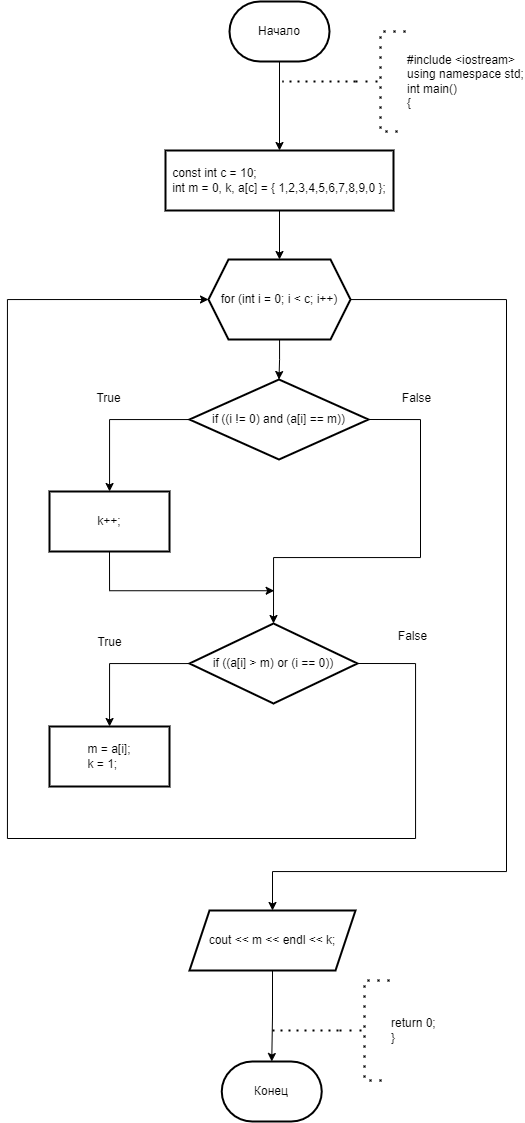 Начало
#include <iostream>
using namespace std;
int main()
{
const int c = 10;
int m = 0, k, a[c] = { 1,2,3,4,5,6,7,8,9,0 };
for (int i = 0; i < c; i++)
True
False
if ((i != 0) and (a[i] == m))
k++;
True
False
if ((a[i] > m) or (i == 0))
m = a[i];
k = 1;
cout << m << endl << k;
return 0;
}
Конец